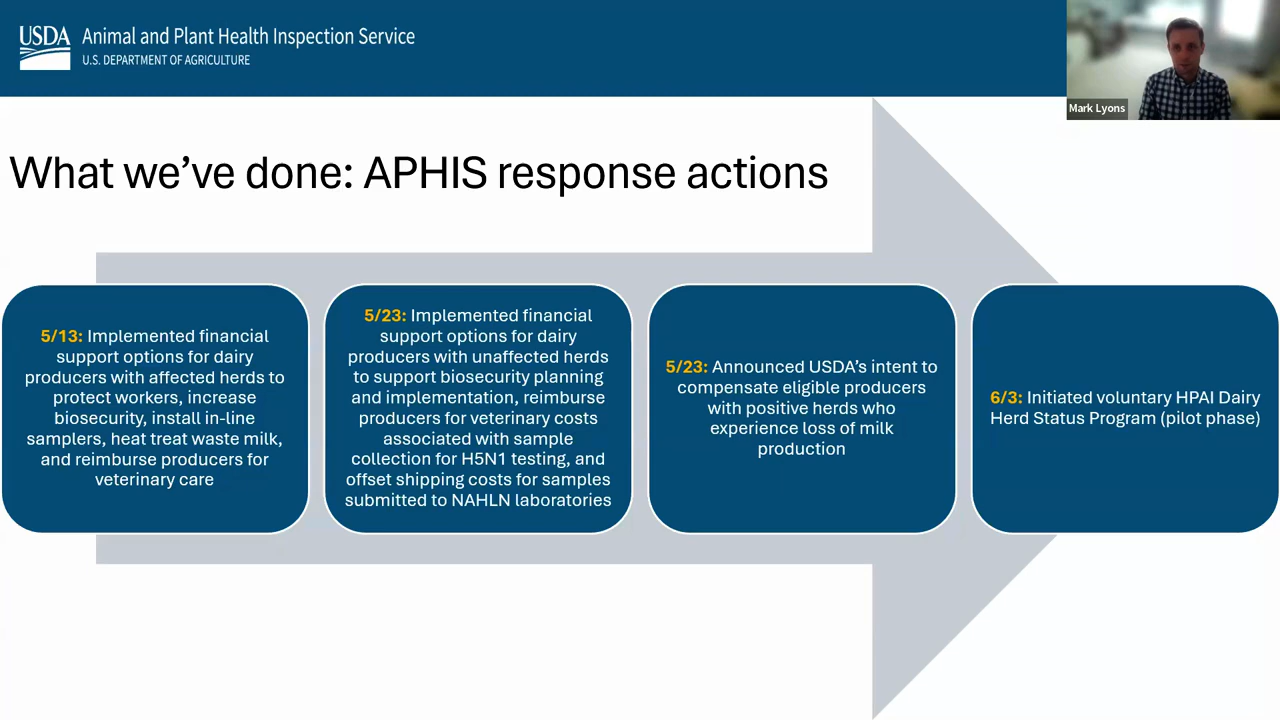 USDA
Animal and Plant Health Inspection Service
U.S. DEPARTMENT OF AGRICULTURE
Mark Lyons
What we’ve done: APHIS response actions
5/13: Implemented financial
support options for dairy
producers with affected herds to
protect workers, increase
biosecurity, install in-line
samplers, heat treat waste milk,
and reimburse producers for
veterinary care
5/23: Implemented financial
support options for dairy
producers with unaffected herds
to support biosecurity planning
and implementation, reimburse
producers for veterinary costs
associated with sample
collection for H5N1 testing, and
offset shipping costs for samples
submitted to NAHLN laboratories
5/23: Announced USDA’s intent to
compensate eligible producers
with positive herds who
experience loss of milk
production
6/3: Initiated voluntary HPAI Dairy
Herd Status Program (pilot phase)